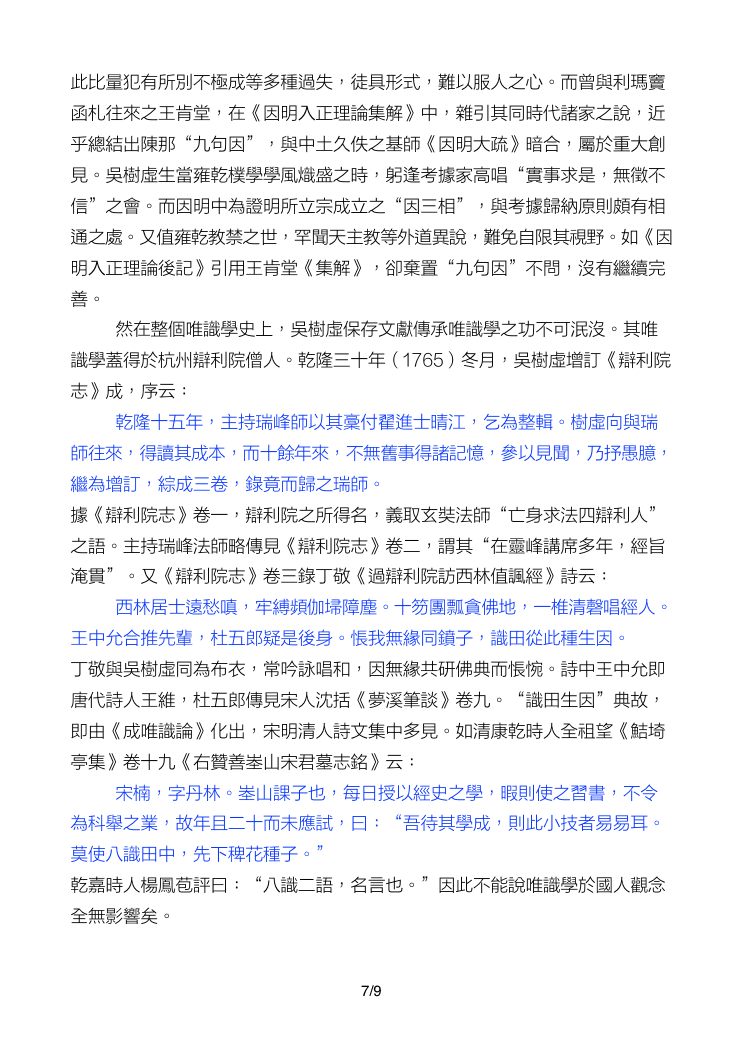 此比量犯有所別不極成等多種過失，徒具形式，難以服人之心。而曾與利瑪竇
函札往來之王肯堂，在《因明入正理論集解》中，雜引其同時代諸家之說，近
乎總結出陳那“九句因”，與中土久佚之基師《因明大疏》暗合，屬於重大創
見。吳樹虛生當雍乾樸學學風熾盛之時，躬逢考據家高唱“實事求是，無徵不
信”之會。而因明中為證明所立宗成立之“因三相”，與考據歸納原則頗有相
通之處。又值雍乾教禁之世，罕聞天主教等外道異說，難免自限其視野。如《因
明入正理論後記》引用王肯堂《集解》，卻棄置“九句因”不問，沒有繼續完
善。
然在整個唯識學史上，吳樹虛保存文獻傳承唯識學之功不可泯沒。其唯
識學蓋得於杭州辯利院僧人。乾隆三十年（1765）冬月，吳樹虛增訂《辯利院
志》成，序云：
乾隆十五年，主持瑞峰師以其稾付翟進士晴江，乞為整輯。樹虛向與瑞
師往來，得讀其成本，而十餘年來，不無舊事得諸記憶，參以見聞，乃抒愚臆，
繼為增訂，綜成三卷，錄竟而歸之瑞師。
據《辯利院志》卷一，辯利院之所得名，義取玄奘法師“亡身求法四辯利人”
之語。主持瑞峰法師略傳見《辯利院志》卷二，謂其“在靈峰講席多年，經旨
淹貫”。又《辯利院志》卷三錄丁敬《過辯利院訪西林值諷經》詩云：
西林居士遠愁嗔，牢縛頻伽埽障塵。十笏團瓢貪佛地，一椎清磬唱經人。
王中允合推先輩，杜五郎疑是後身。悵我無緣同鎮子，識田從此種生因。
丁敬與吳樹虛同為布衣，常吟詠唱和，因無緣共研佛典而悵惋。詩中王中允即
唐代詩人王維，杜五郎傳見宋人沈括《夢溪筆談》卷九。“識田生因”典故，
即由《成唯識論》化出，宋明清人詩文集中多見。如清康乾時人全祖望《鮚埼
亭集》卷十九《右贊善峚山宋君墓志銘》云：
宋楠，字丹林。峚山課子也，每日授以經史之學，暇則使之習書，不令
為科舉之業，故年且二十而未應試，曰：“吾待其學成，則此小技者易易耳。
莫使八識田中，先下稗花種子。”
乾嘉時人楊鳳苞評曰：“八識二語，名言也。”因此不能說唯識學於國人觀念
全無影響矣。
7/9